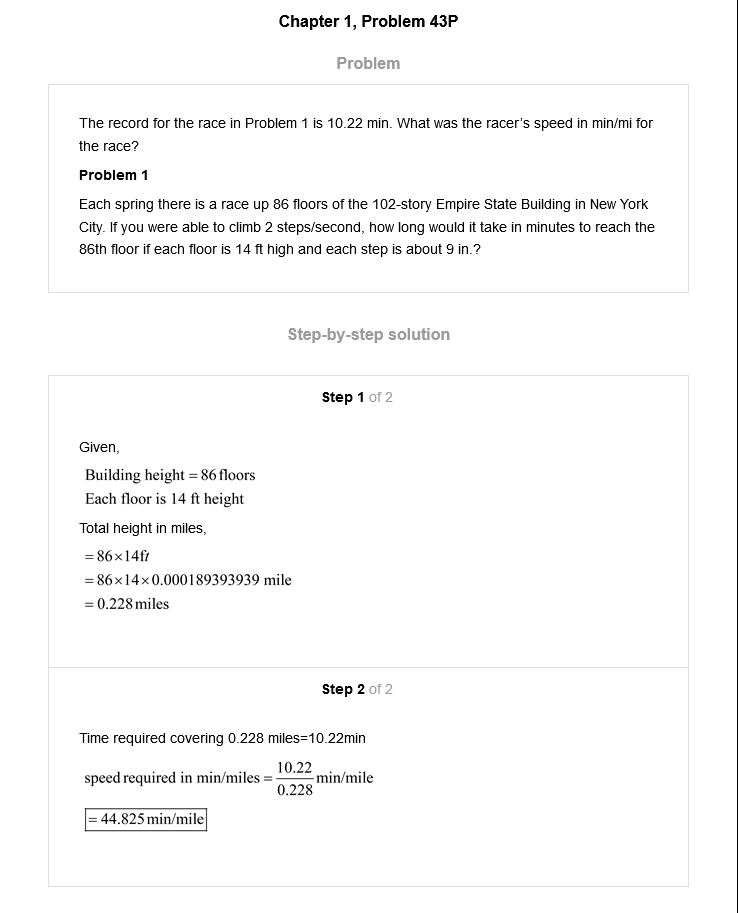 Chapter 1, Problem 43P
Problem
The record for the race in Problem 1 is 10.22 min. What was the racer's speed in min/mi for
the race?
Problem 1
Each spring there is a race up 86 floors of the 102-story Empire State Building in New York
City. If you were able to climb 2 steps/second, how long would it take in minutes to reach the
86th floor if each floor is 14 ft high and each step is about 9 in.?
Step-by-step solution
Step 1 of 2
Given,
Building height = 86 floors
Each floor is 14 ft height
Total height in miles,
= 86×14ft
= 86×14×0.000189393939 mile
= 0.228 miles
Step 2 of 2
Time required covering 0.228 miles=10.22min
speed required in min/miles = 10.22/0.228 min/mile
= 44.825 min/mile